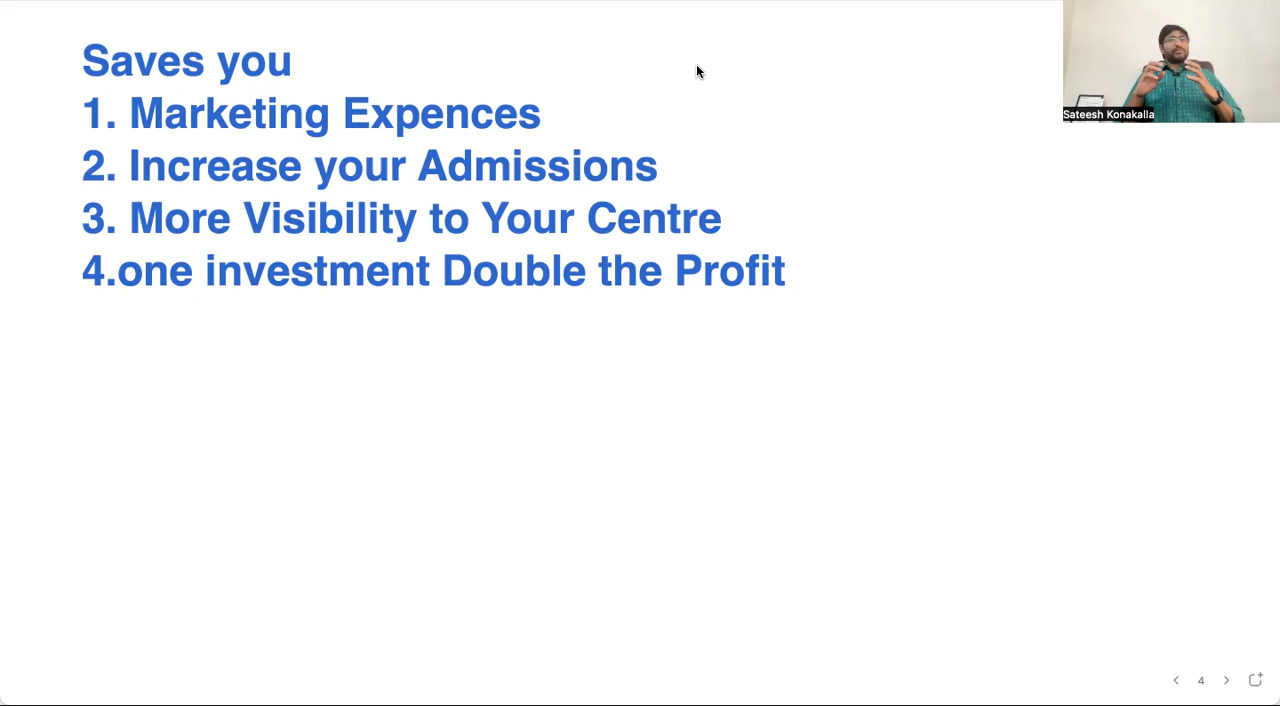 Saves you
1. Marketing Expences
2. Increase your Admissions
3. More Visibility to Your Centre
4.one investment Double the Profit
Sateesh Konakalla
4